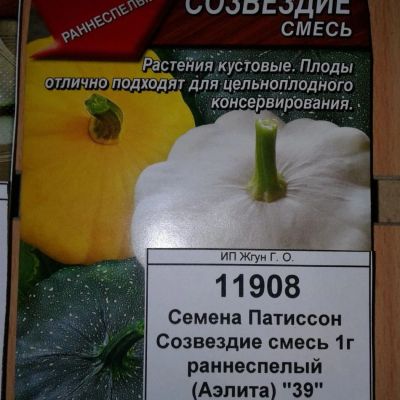 СОЗВЕЗДИЕ
СМЕСЬ
РАННЕСПЕЛЫЙ
Растения кустовые. Плоды
отлично подходят для цельноплодного
консервирования.
ИП Жгун Г. О.
11908
Семена Патиссон
Созвездие смесь 1г
раннеспелый
(Аэлита) "39"